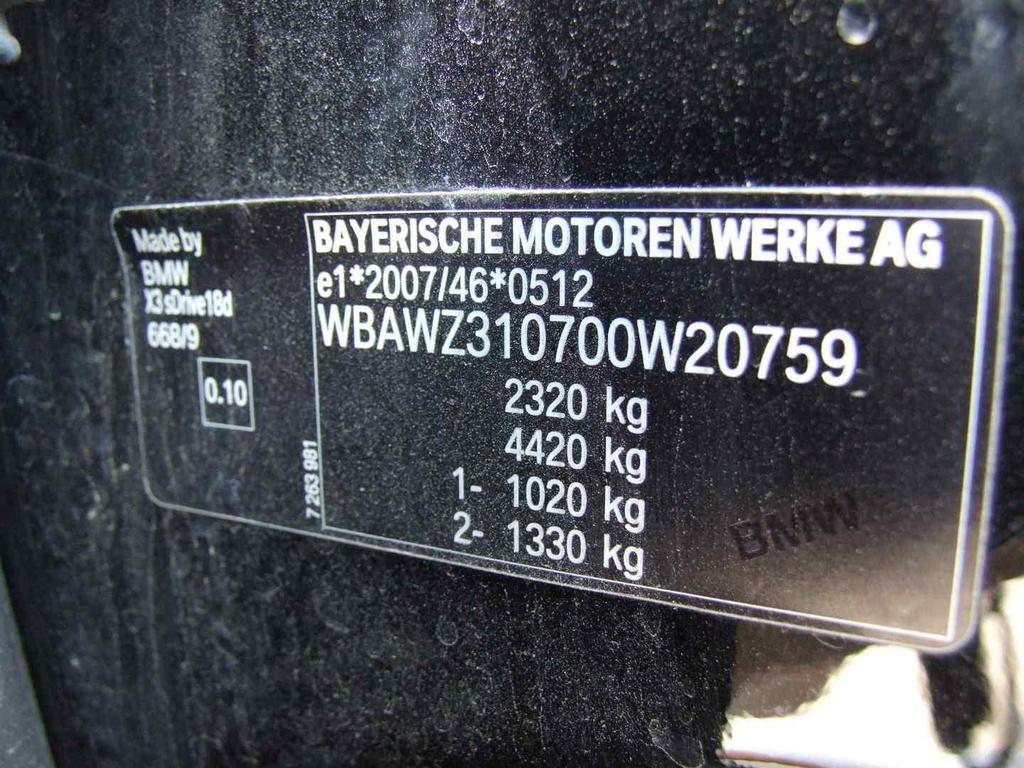 Made by
BMW
X3 sDrive18d
668/9
0.10
7 263 981
BAYERISCHE MOTOREN WERKE AG
e1*2007/46*0512
WBAWZ310700W20759
2320 kg
4420 kg
1- 1020 kg
2- 1330 kg
BMW